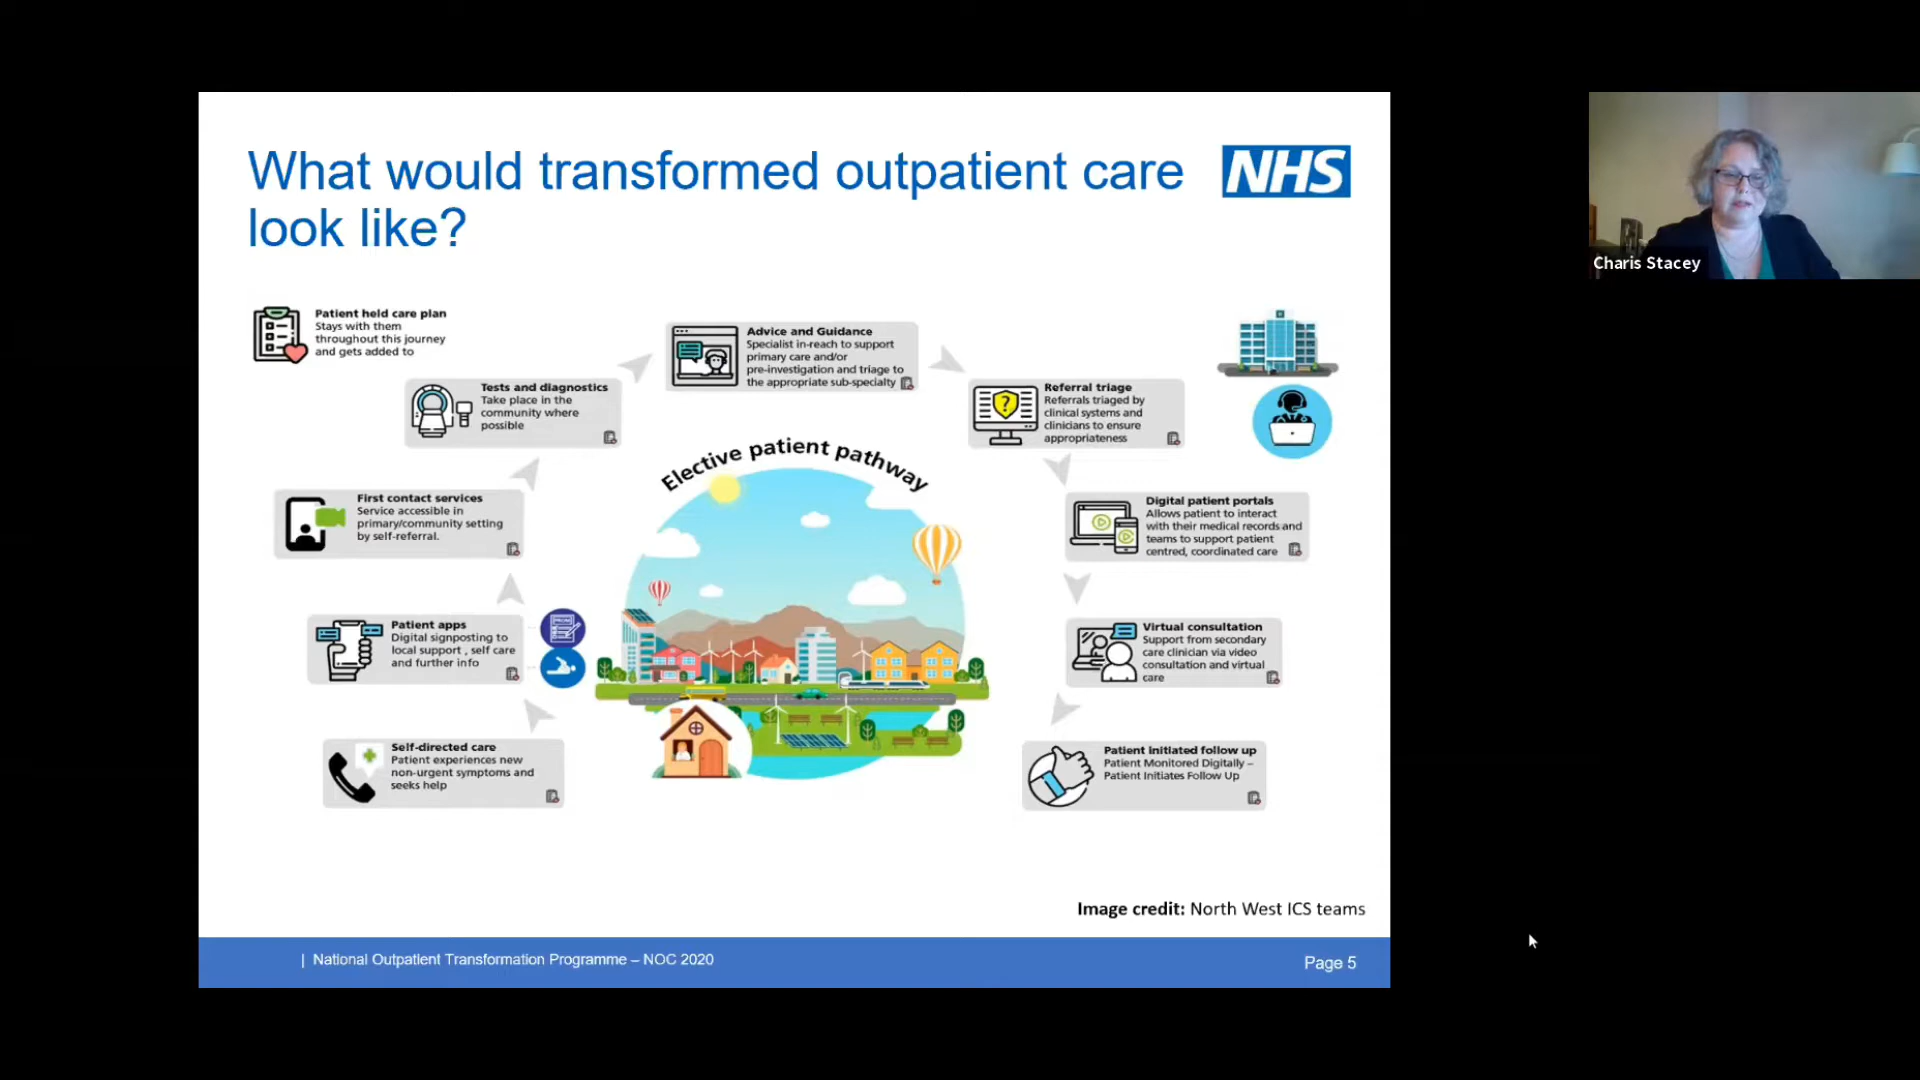 What would transformed outpatient care
look like?
NHS
Patient held care plan
Stays with them
throughout this journey
and gets added to
Self-directed care
Patient experiences new
non-urgent symptoms and
seeks help
Patient apps
Digital signposting to
local support , self care
and further info
First contact services
Service accessible in
primary/community setting
by self-referral.
Tests and diagnostics
Take place in the
community where
possible
Advice and Guidance
Specialist in-reach to support
primary care and/or
pre-investigation and triage to
the appropriate sub-specialty
Referral triage
Referrals triaged by
clinical systems and
clinicians to ensure
appropriateness
Digital patient portals
Allows patient to interact
with their medical records and
teams to support patient
centred, coordinated care
Virtual consultation
Support from secondary
care clinician via video
consultation and virtual
care
Patient initiated follow up
Patient Monitored Digitally –
Patient Initiates Follow Up
Elective patient pathway
Image credit: North West ICS teams
| National Outpatient Transformation Programme – NOC 2020
Page 5
Charis Stacey